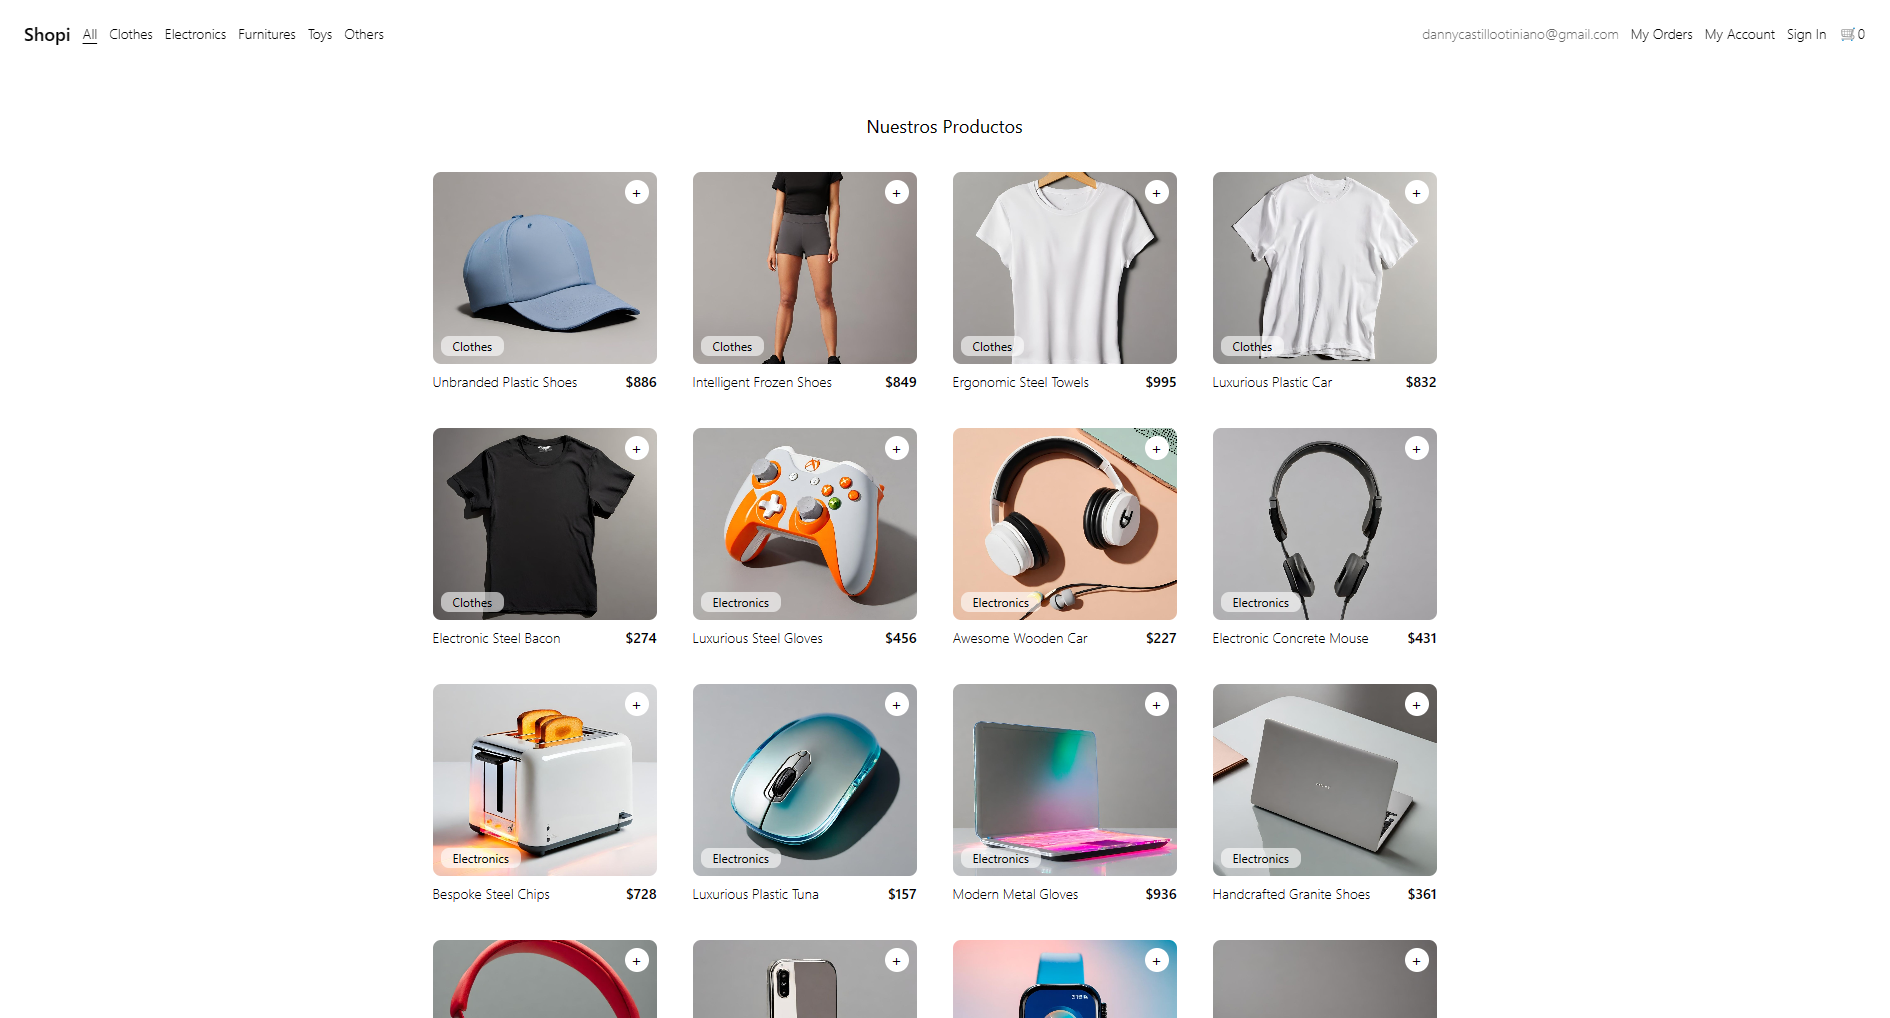 Shopi All Clothes Electronics Furnitures Toys Others dannycastillootiniano@gmail.com My Orders My Account Sign In 🛒0
Nuestros Productos
+ + + +
Clothes Clothes Clothes Clothes
Unbranded Plastic Shoes $886 Intelligent Frozen Shoes $849 Ergonomic Steel Towels $995 Luxurious Plastic Car $832
+ + + +
Clothes Electronics Electronics Electronics
Electronic Steel Bacon $274 Luxurious Steel Gloves $456 Awesome Wooden Car $227 Electronic Concrete Mouse $431
+ + + +
Electronics Electronics Electronics Electronics
Bespoke Steel Chips $728 Luxurious Plastic Tuna $157 Modern Metal Gloves $936 Handcrafted Granite Shoes $361
+ + + +